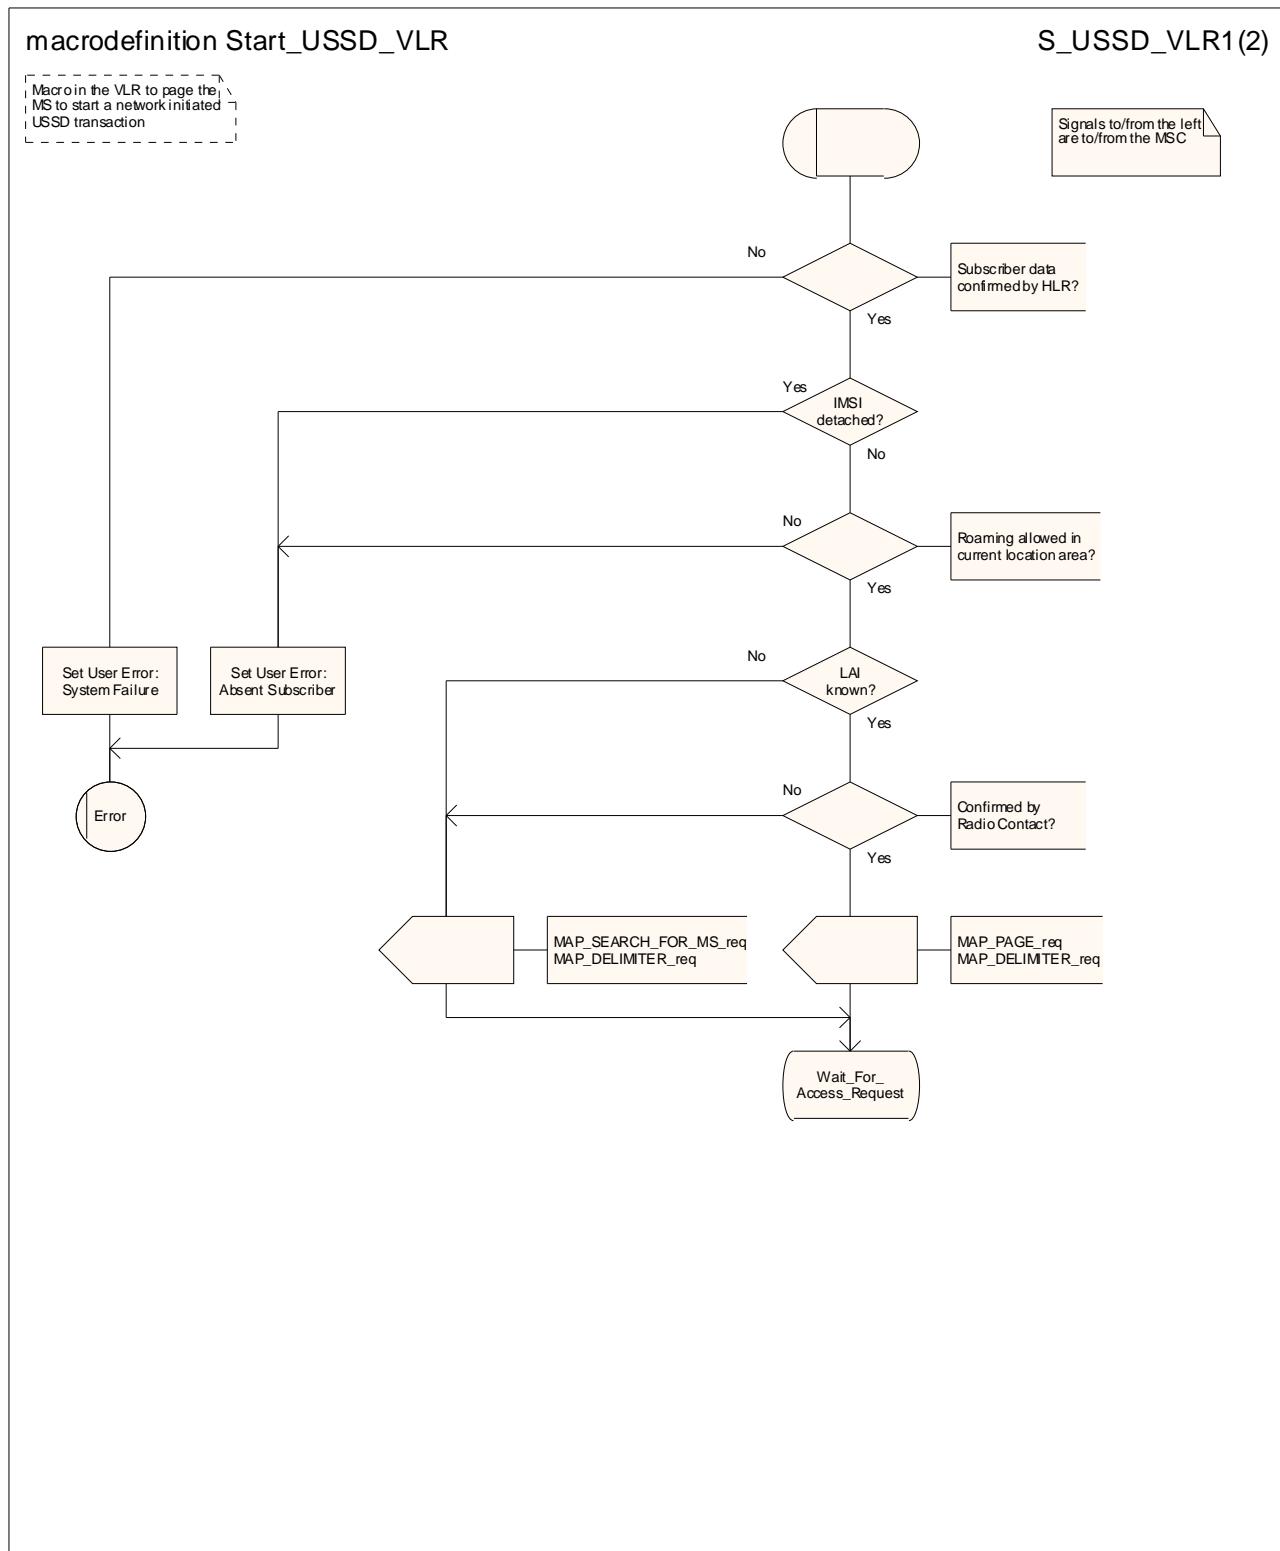 macrodefinition Start_USSD_VLR
S_USSD_VLR1(2)
Macro in the VLR to page the
MS to start a network initiated
USSD transaction
Signals to/from the left
are to/from the MSC
No
Subscriber data
confirmed by HLR?
Yes
Yes
IMSI
detached?
No
No
Roaming allowed in
current location area?
Yes
Set User Error:
System Failure
Set User Error:
Absent Subscriber
No
LAI
known?
Yes
Error
No
Confirmed by
Radio Contact?
Yes
MAP_SEARCH_FOR_MS_req
MAP_DELIMITER_req
MAP_PAGE_req
MAP_DELIMITER_req
Wait_For_
Access_Request